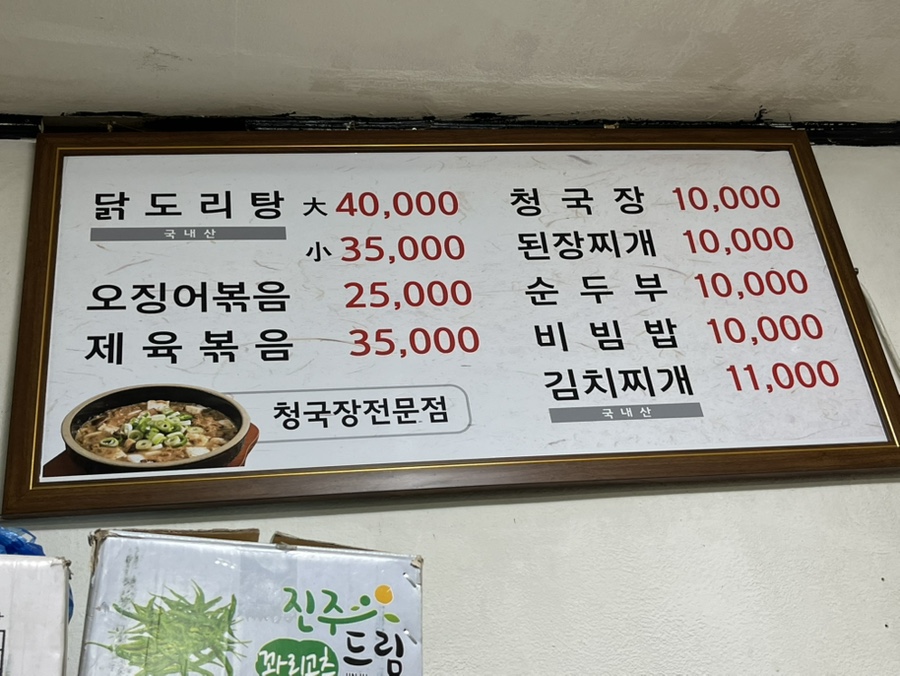 닭도리탕 大 40,000
국내산
小 35,000
오징어볶음 25,000
제육볶음 35,000
청국장전문점
청국장 10,000
된장찌개 10,000
순두부 10,000
비빔밥 10,000
김치찌개 11,000
국내산
진주
드림
꽈리고추